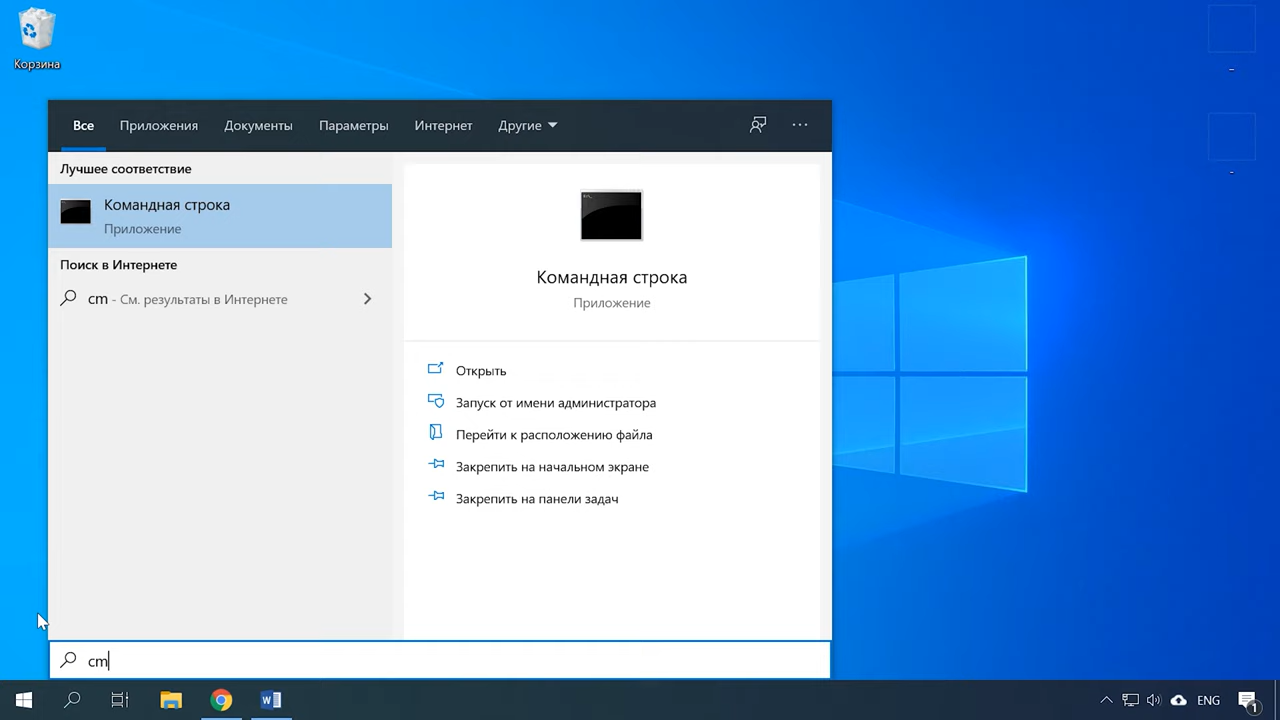 Корзина
Все Приложения Документы Параметры Интернет Другие
Лучшее соответствие
Командная строка
Приложение
Поиск в Интернете
cm - См. результаты в Интернете
Командная строка
Приложение
Открыть
Запуск от имени администратора
Перейти к расположению файла
Закрепить на начальном экране
Закрепить на панели задач
cm
ENG
1